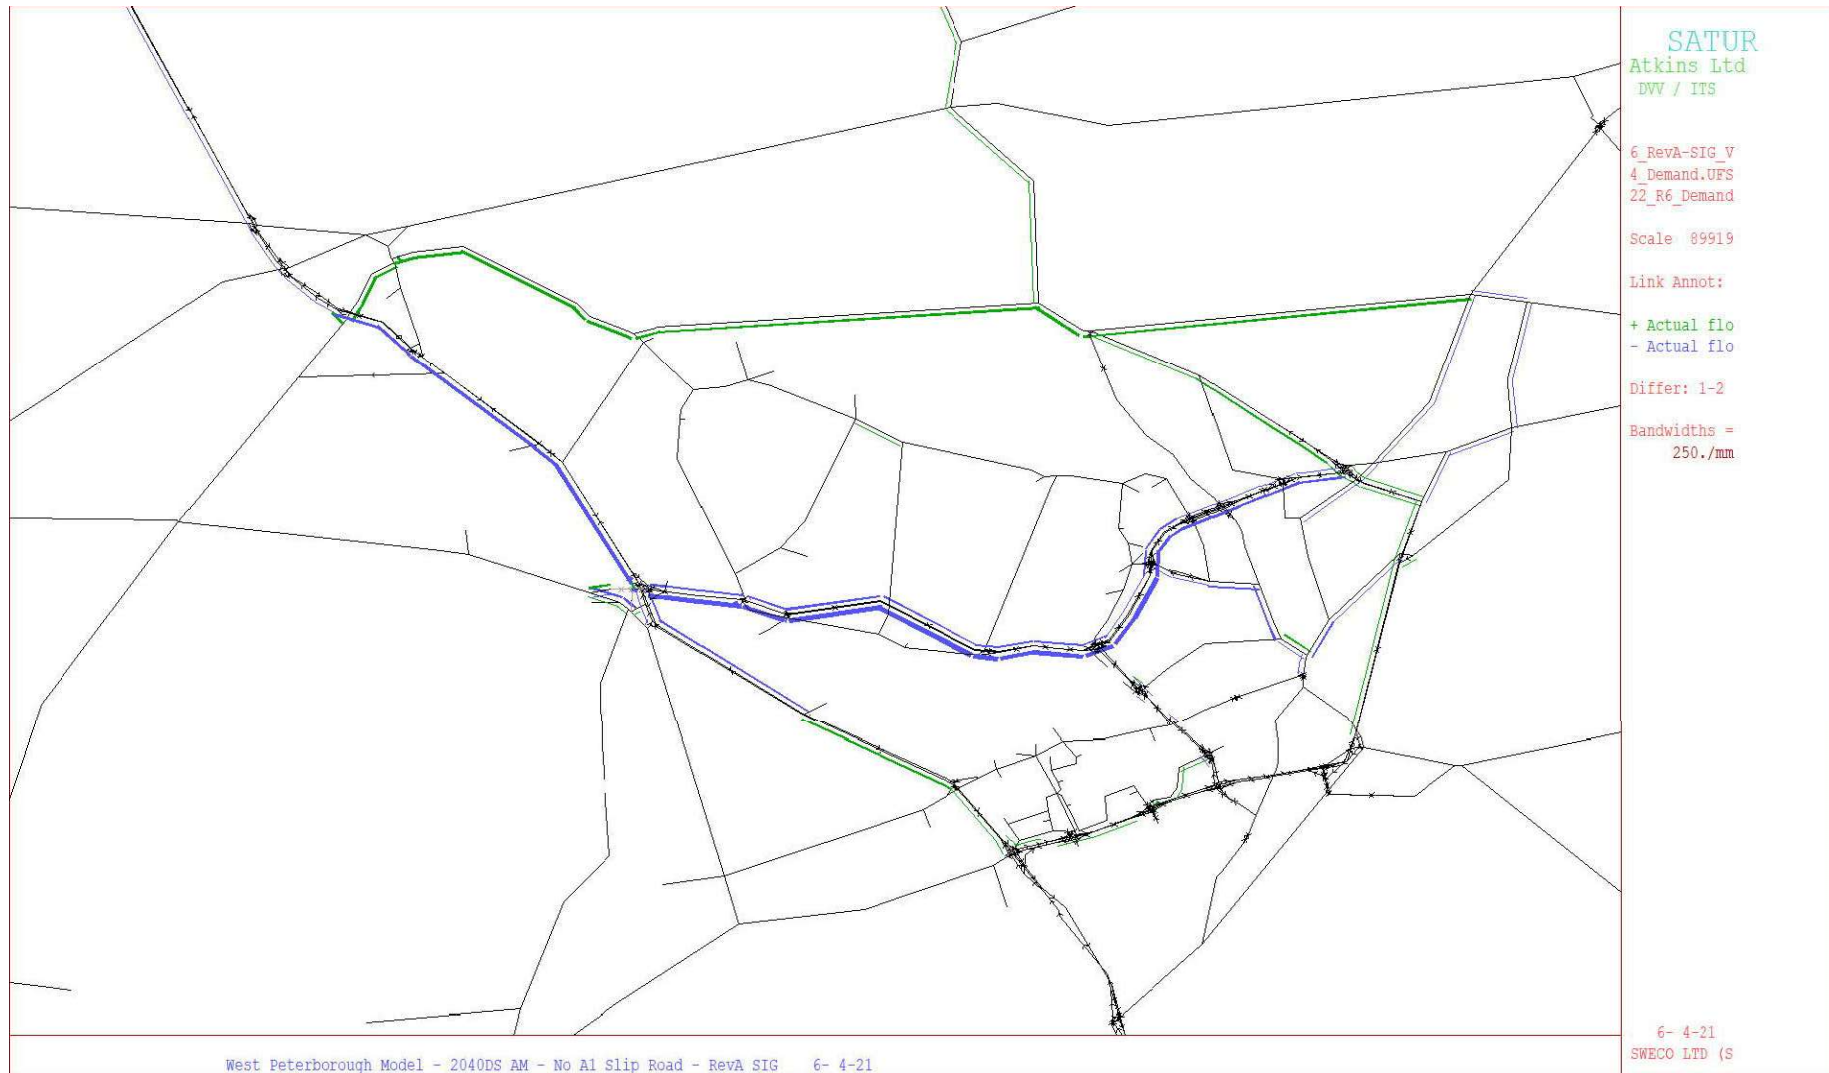 SATUR
Atkins Ltd
DVV / ITS
6_RevA-SIG_V
4_Demand.UFS
22_R6_Demand
Scale 89919
Link Annot:
+ Actual flo
- Actual flo
Differ: 1-2
Bandwidths =
250./mm
6- 4-21
SWECO LTD (S
West Peterborough Model - 2040DS AM - No A1 Slip Road - RevA SIG 6- 4-21